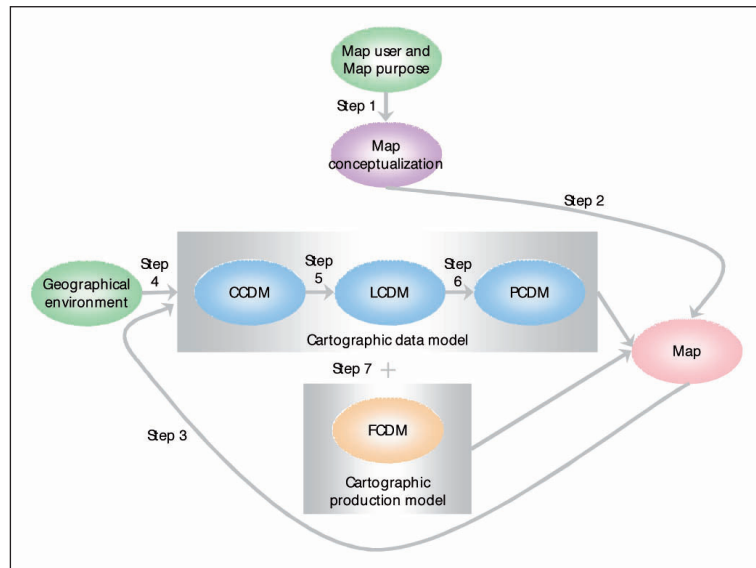 Map user and
Map purpose
Step 1
Map
conceptualization
Step 2
Step
4
Step
5
Step
6
Geographical
environment
CCDM
LCDM
PCDM
Cartographic data model
Map
Step 7 +
Step 3
FCDM
Cartographic
production model